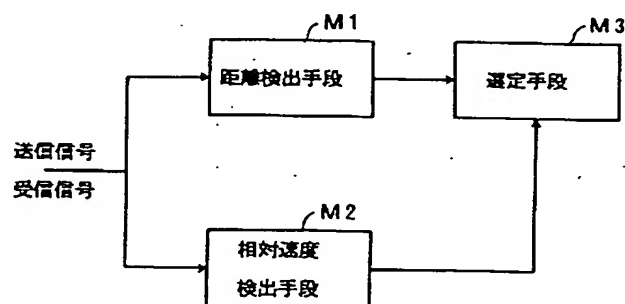 M1
距離検出手段
M3
選定手段
送信信号
受信信号
M2
相対速度
検出手段